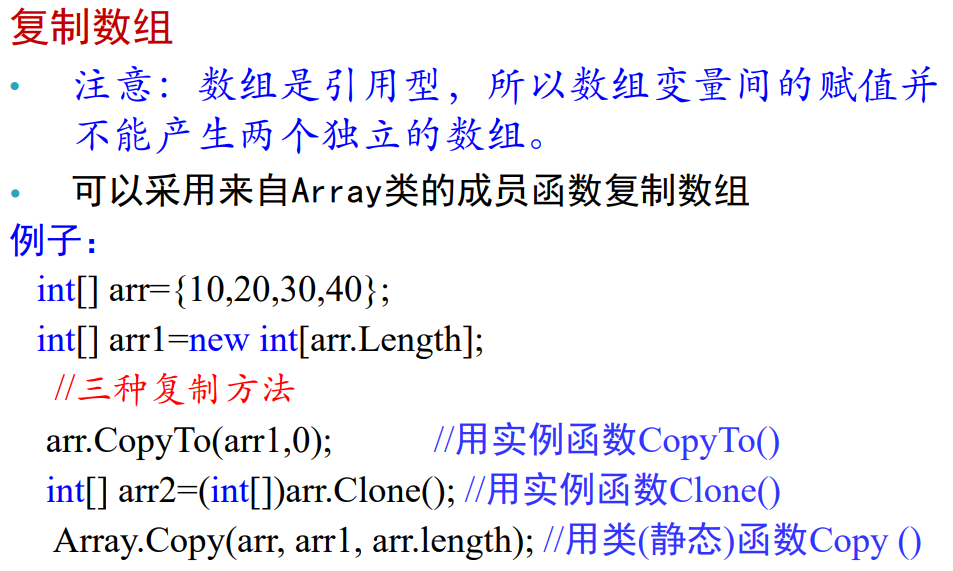 复制数组
• 注意：数组是引用型，所以数组变量间的赋值并
不能产生两个独立的数组。
• 可以采用来自Array类的成员函数复制数组
例子：
int[] arr={10,20,30,40};
int[] arr1=new int[arr.Length];
//三种复制方法
arr.CopyTo(arr1,0); //用实例函数CopyTo()
int[] arr2=(int[])arr.Clone(); //用实例函数Clone()
Array.Copy(arr, arr1, arr.length); //用类(静态)函数Copy ()